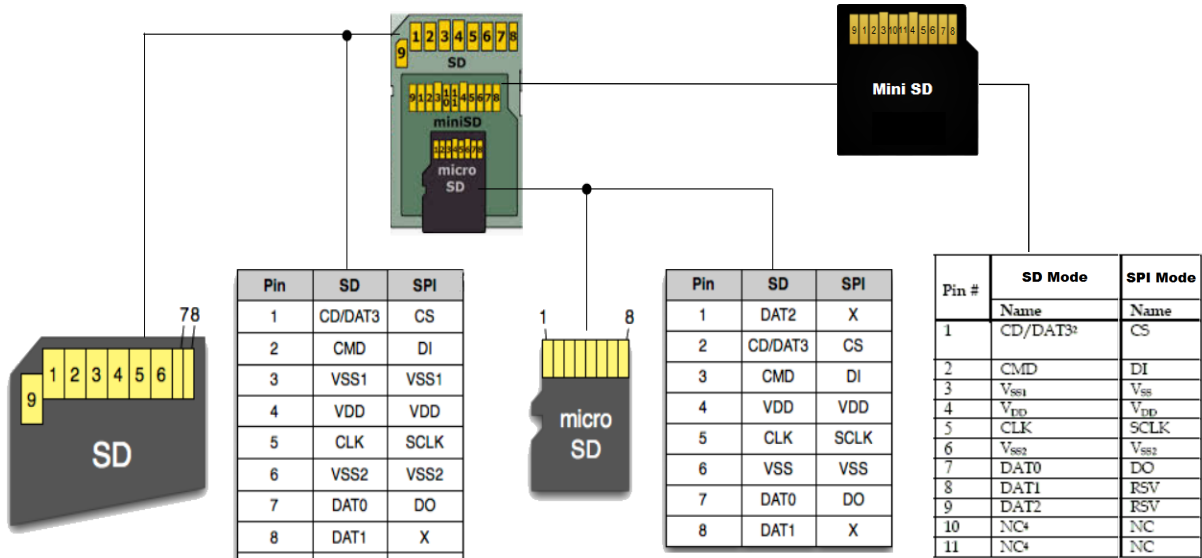 1 2 3 4 5 6 7 8
9
SD
9 1 2 3 10 11 4 5 6 7 8
miniSD
1 2 3 4 5 6 7 8
micro
SD
9 1 2 3 10 11 4 5 6 7 8
Mini SD
78
1 2 3 4 5 6
9
SD
Pin SD SPI
1 CD/DAT3 CS
2 CMD DI
3 VSS1 VSS1
4 VDD VDD
5 CLK SCLK
6 VSS2 VSS2
7 DAT0 DO
8 DAT1 X
1 8
micro
SD
Pin SD SPI
1 DAT2 X
2 CD/DAT3 CS
3 CMD DI
4 VDD VDD
5 CLK SCLK
6 VSS VSS
7 DAT0 DO
8 DAT1 X
Pin # SD Mode SPI Mode
Name Name
1 CD/DAT3² CS
2 CMD DI
3 VSS1 VSS
4 VDD VDD
5 CLK SCLK
6 VSS2 VSS2
7 DAT0 DO
8 DAT1 RSV
9 DAT2 RSV
10 NC⁴ NC
11 NC⁴ NC